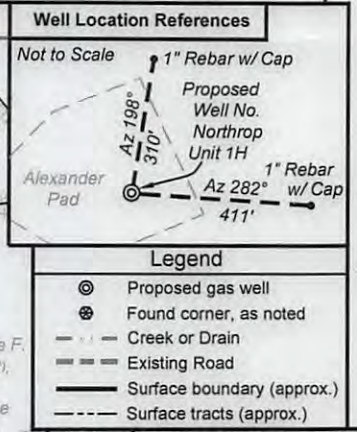 Well Location References
Not to Scale
1" Rebar w/ Cap
Proposed
Well No.
Northrop
Unit 1H
Az 198°
310'
Alexander
Pad
1" Rebar
w/ Cap
Az 282°
411'
Legend
Proposed gas well
Found corner, as noted
Creek or Drain
Existing Road
Surface boundary (approx.)
Surface tracts (approx.)
e F.